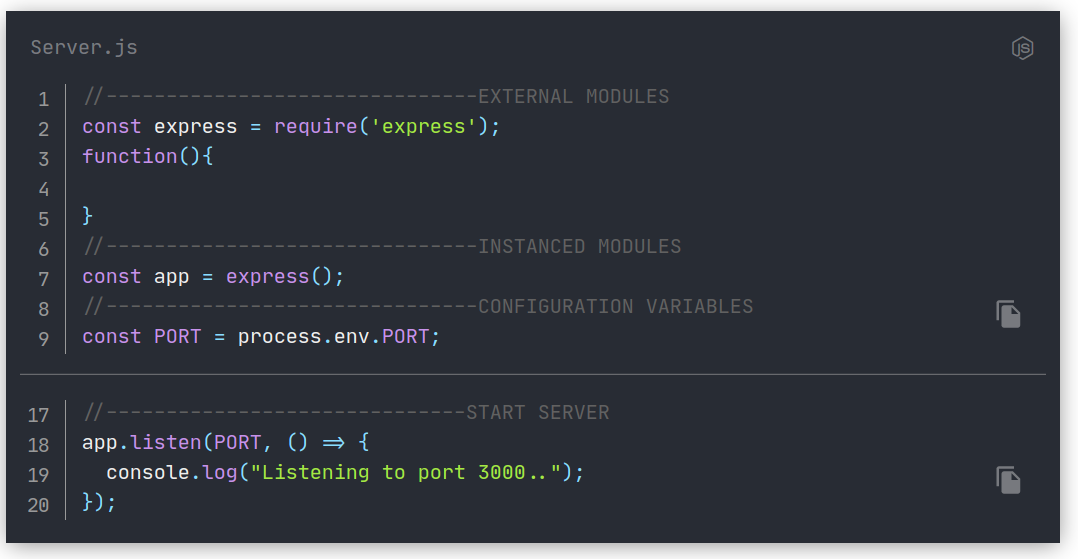 Server.js
JS
1 //-------------------------------EXTERNAL MODULES
2 const express = require('express');
3 function(){
4
5 }
6 //-------------------------------INSTANCED MODULES
7 const app = express();
8 //-------------------------------CONFIGURATION VARIABLES
9 const PORT = process.env.PORT;
17 //------------------------------START SERVER
18 app.listen(PORT, () => {
19   console.log("Listening to port 3000..");
20 });